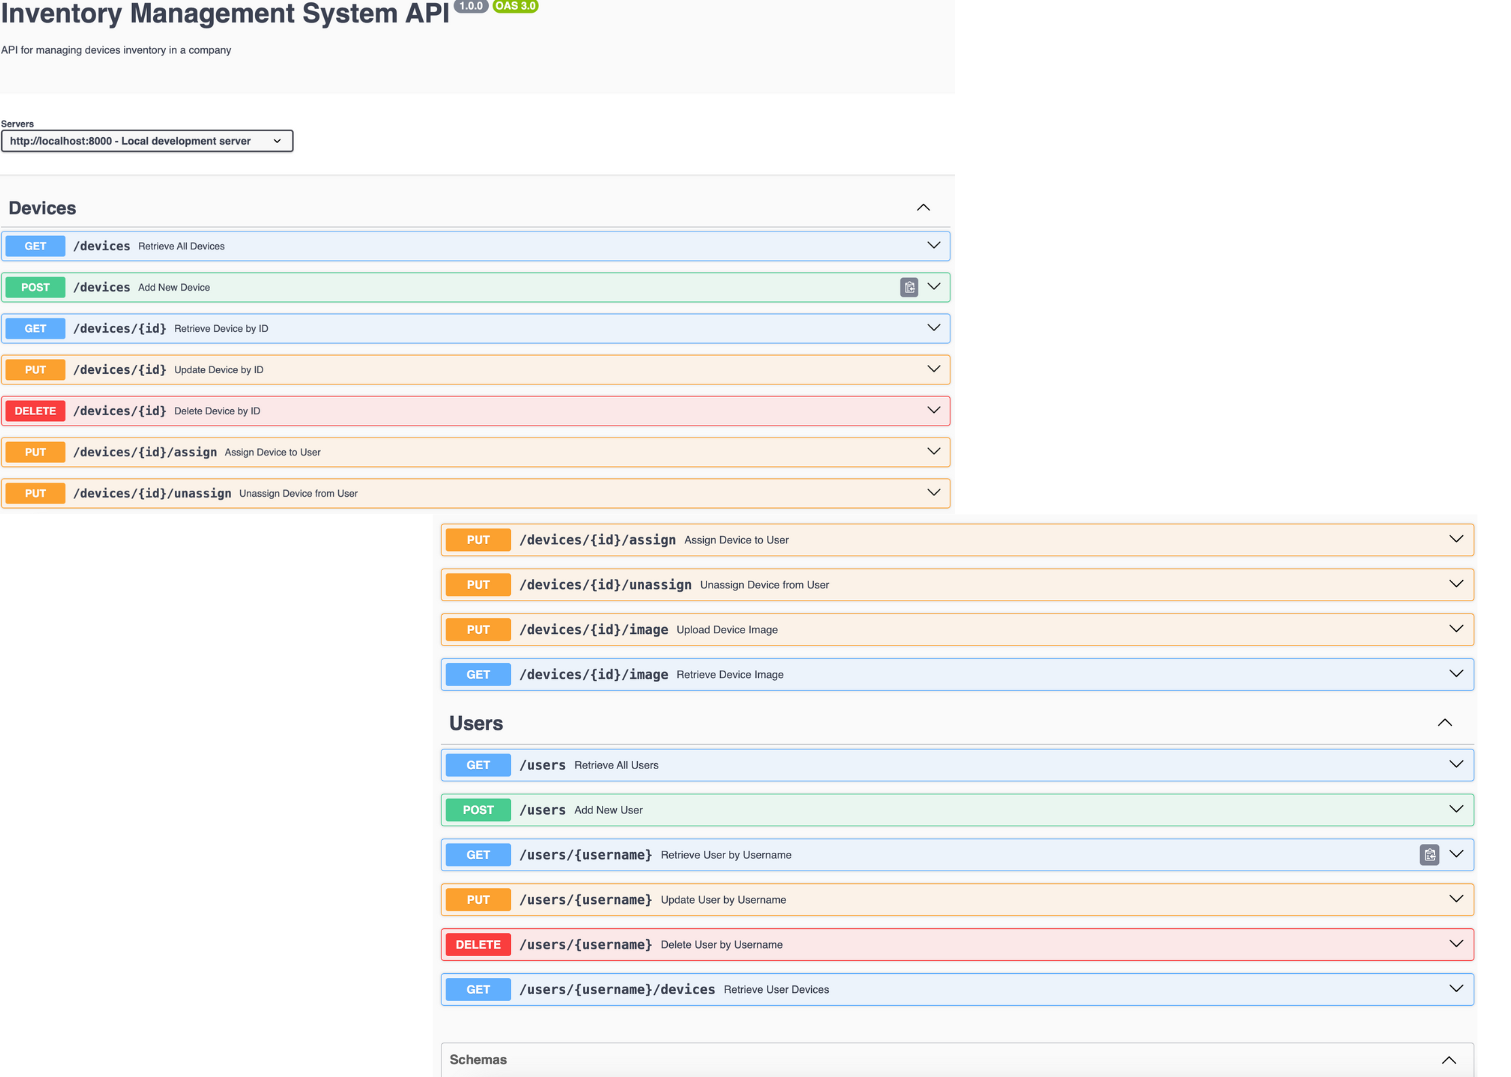 Inventory Management System API 1.0.0 OAS 3.0
API for managing devices inventory in a company
Servers
http://localhost:8000 - Local development server
Devices
GET /devices Retrieve All Devices
POST /devices Add New Device
GET /devices/{id} Retrieve Device by ID
PUT /devices/{id} Update Device by ID
DELETE /devices/{id} Delete Device by ID
PUT /devices/{id}/assign Assign Device to User
PUT /devices/{id}/unassign Unassign Device from User
PUT /devices/{id}/assign Assign Device to User
PUT /devices/{id}/unassign Unassign Device from User
PUT /devices/{id}/image Upload Device Image
GET /devices/{id}/image Retrieve Device Image
Users
GET /users Retrieve All Users
POST /users Add New User
GET /users/{username} Retrieve User by Username
PUT /users/{username} Update User by Username
DELETE /users/{username} Delete User by Username
GET /users/{username}/devices Retrieve User Devices
Schemas